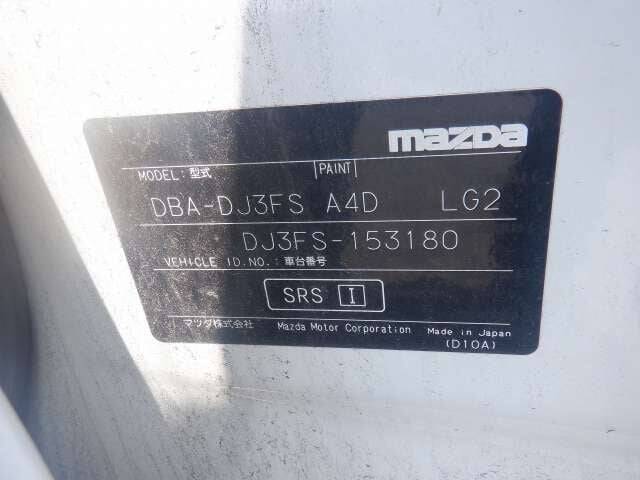 mazda
MODEL: 型式 PAINT
DBA-DJ3FS A4D LG2
DJ3FS-153180
VEHICLE ID.NO.: 車台番号
SRS I
マツダ株式会社 Mazda Motor Corporation Made in Japan
(D10A)